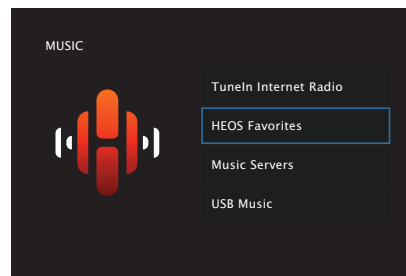 MUSIC
TuneIn Internet Radio
HEOS Favorites
Music Servers
USB Music